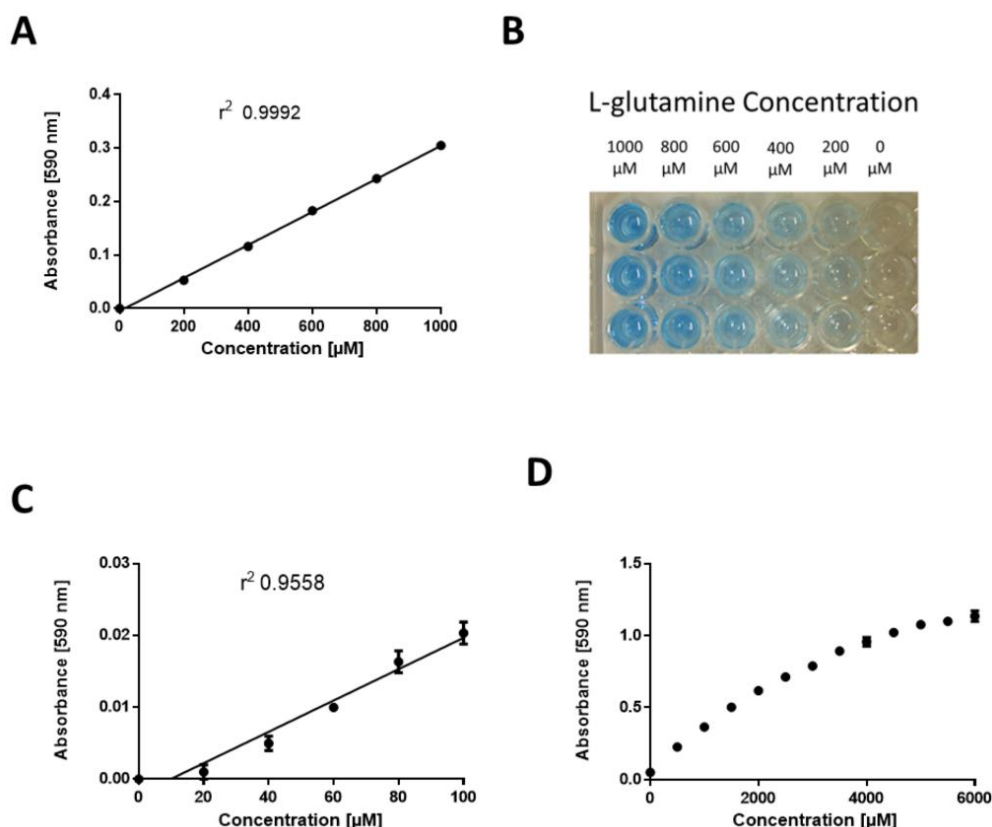 A
r² 0.9992
Absorbance [590 nm]
0.4
0.3
0.2
0.1
0.0
0 200 400 600 800 1000
Concentration [µM]
B
L-glutamine Concentration
1000 800 600 400 200 0
µM µM µM µM µM µM
C
r² 0.9558
Absorbance [590 nm]
0.03
0.02
0.01
0.00
0 20 40 60 80 100
Concentration [µM]
D
Absorbance [590 nm]
1.5
1.0
0.5
0.0
0 2000 4000 6000
Concentration [µM]